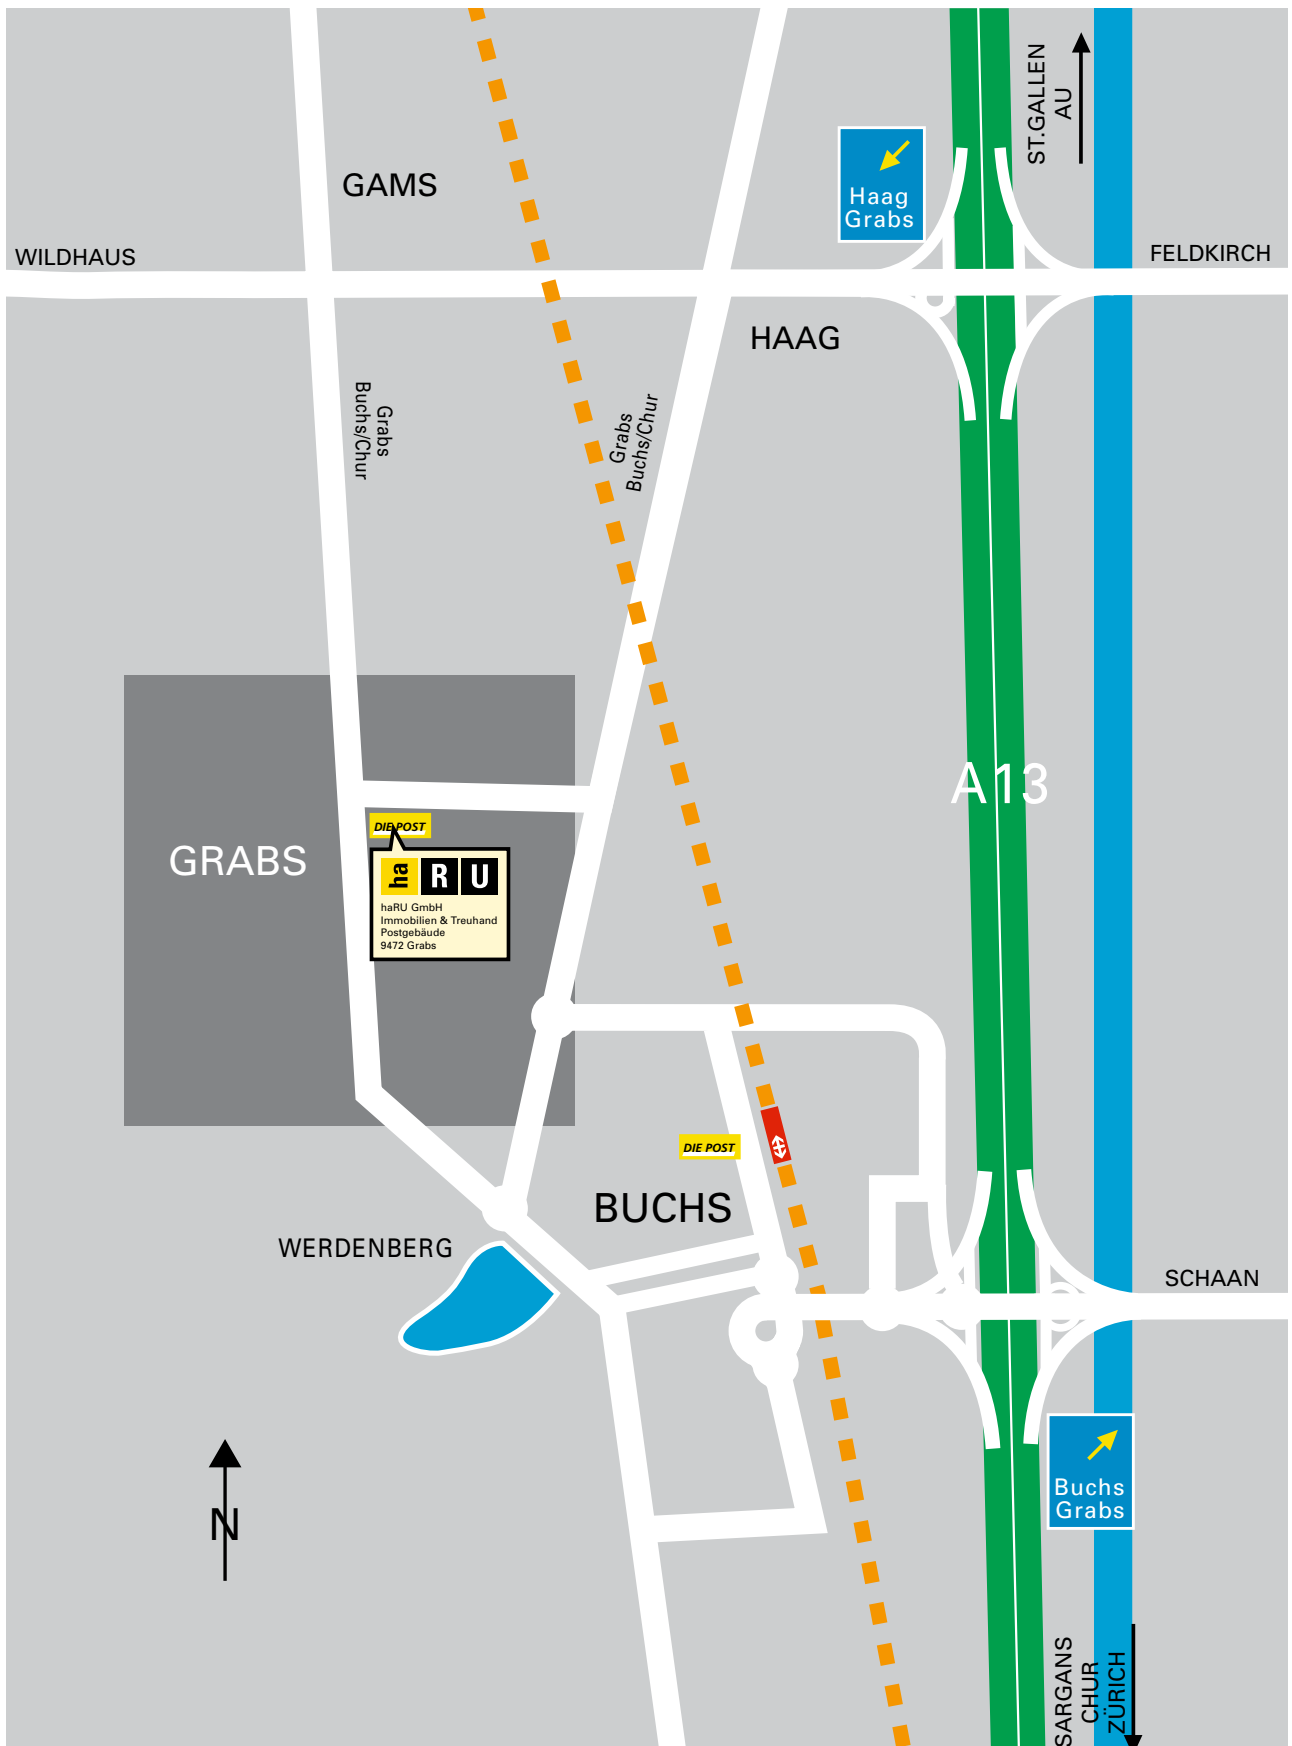 ST.GALLEN
AU
Haag
Grabs
GAMS
WILDHAUS
FELDKIRCH
HAAG
Grabs
Buchs/Chur
Grabs
Buchs/Chur
A13
DIE POST
GRABS
ha R U
haRU GmbH
Immobilien & Treuhand
Postgebäude
9472 Grabs
DIE POST
BUCHS
WERDENBERG
SCHAAN
Buchs
Grabs
N
SARGANS
CHUR
ZÜRICH